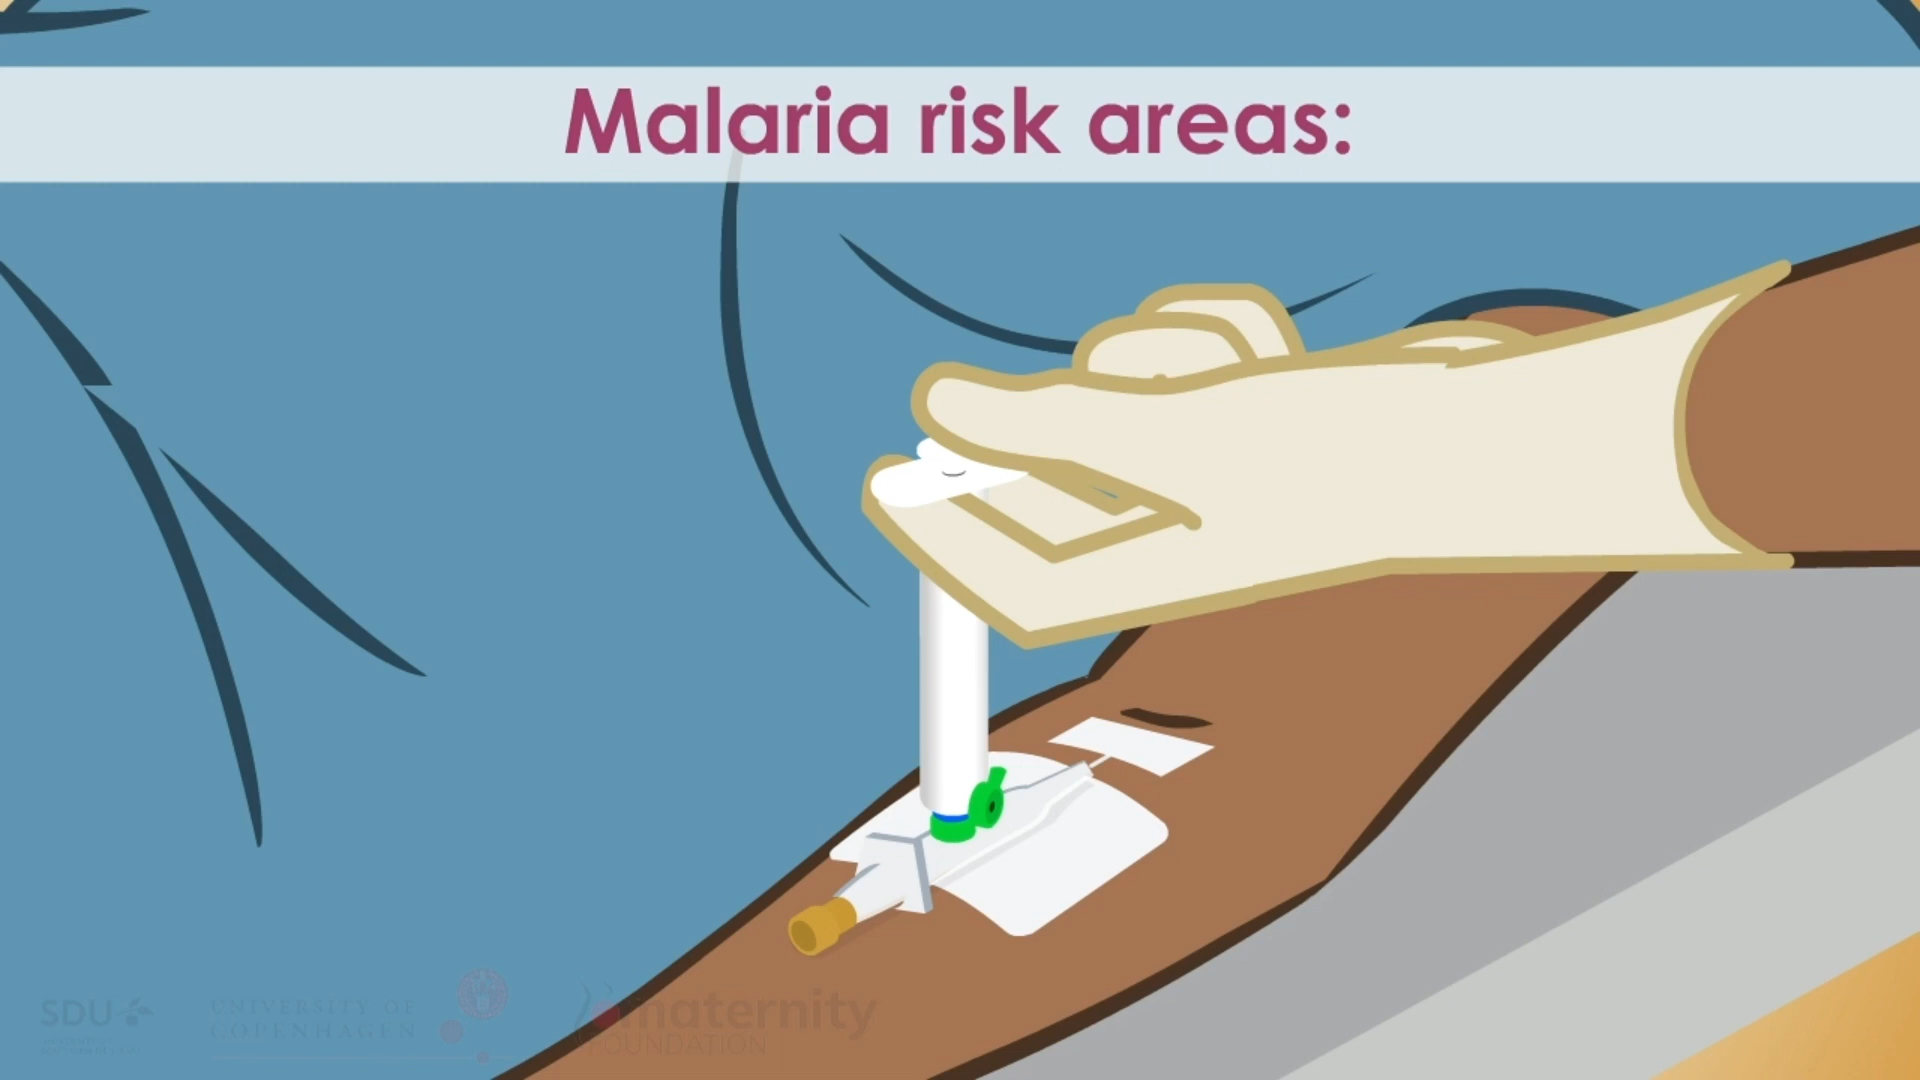 Malaria risk areas:
SDU
UNIVERSITY OF
COPENHAGEN
maternity
FOUNDATION